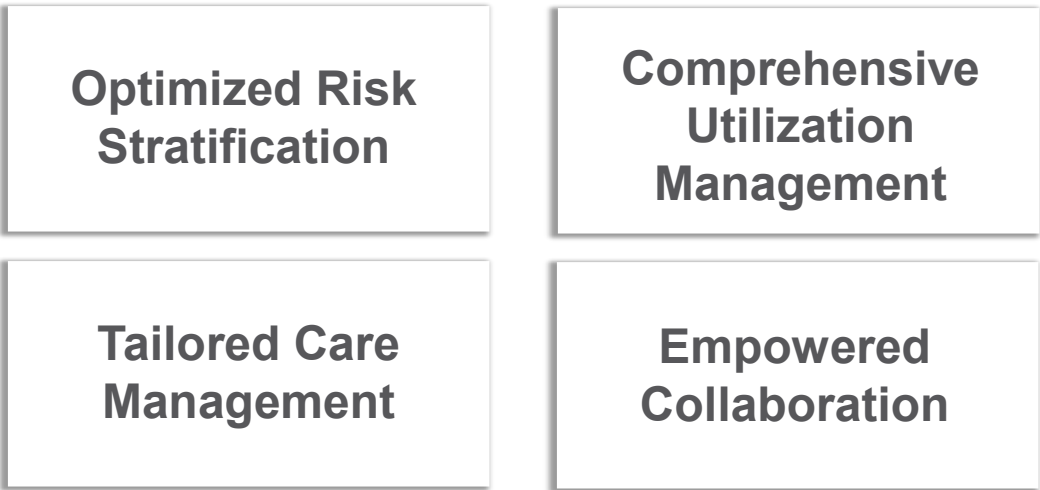 Optimized Risk
Stratification
Comprehensive
Utilization
Management
Tailored Care
Management
Empowered
Collaboration